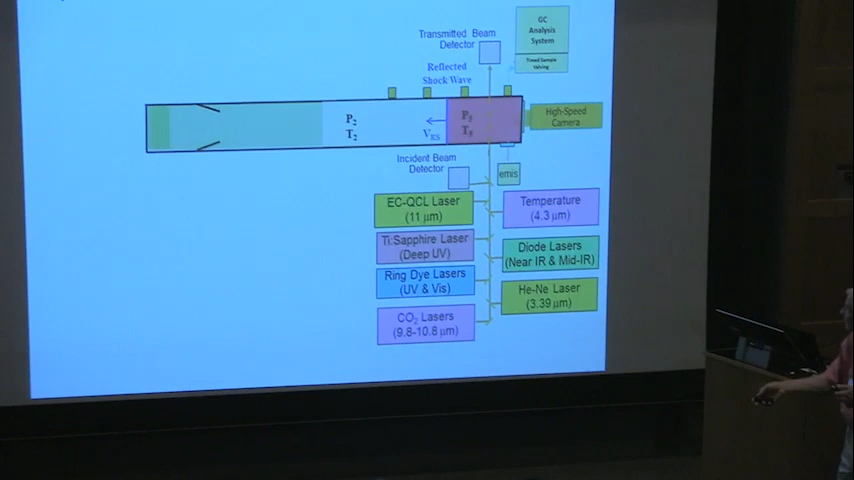 GC
Analysis
System
Timed Sample
Valving
Transmitted Beam
Detector
Reflected
Shock Wave
P2
T2
VRS
P5
T5
High-Speed
Camera
Incident Beam
Detector
emis
EC-QCL Laser
(11 µm)
Temperature
(4.3 µm)
Ti:Sapphire Laser
(Deep UV)
Diode Lasers
(Near IR & Mid-IR)
Ring Dye Lasers
(UV & Vis)
He-Ne Laser
(3.39 µm)
CO2 Lasers
(9.8-10.8 µm)